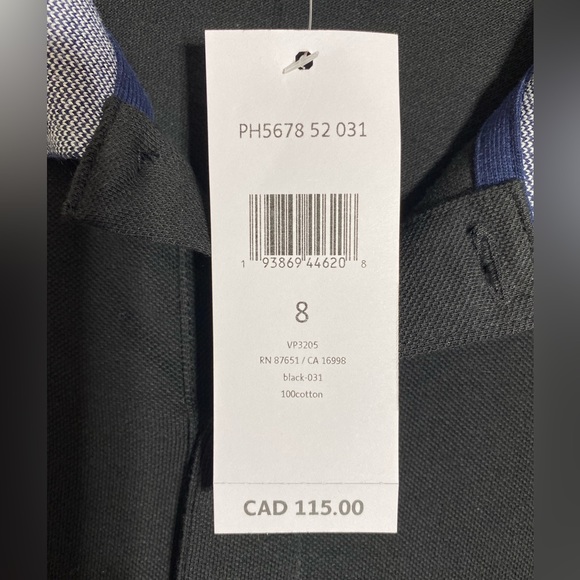 PH5678 52 031
1 93869 44620 8
8
VP3205
RN 87651 / CA 16998
black-031
100cotton
CAD 115.00